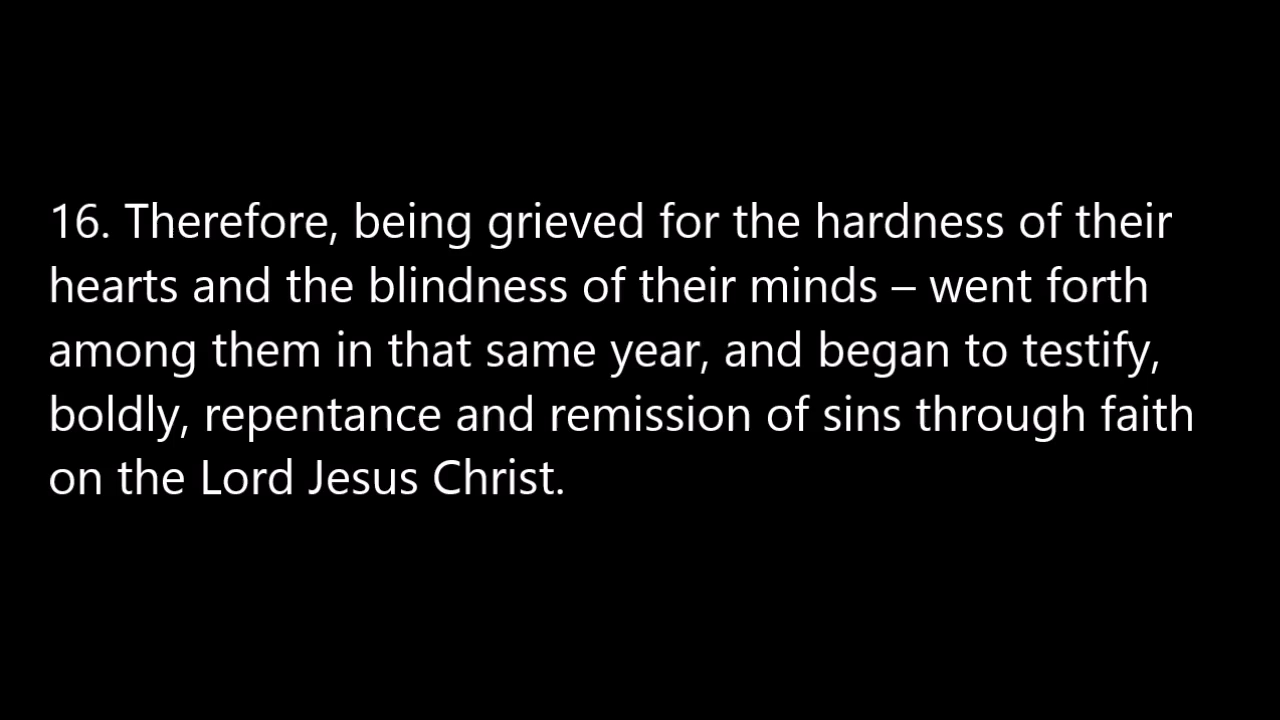 16. Therefore, being grieved for the hardness of their
hearts and the blindness of their minds – went forth
among them in that same year, and began to testify,
boldly, repentance and remission of sins through faith
on the Lord Jesus Christ.